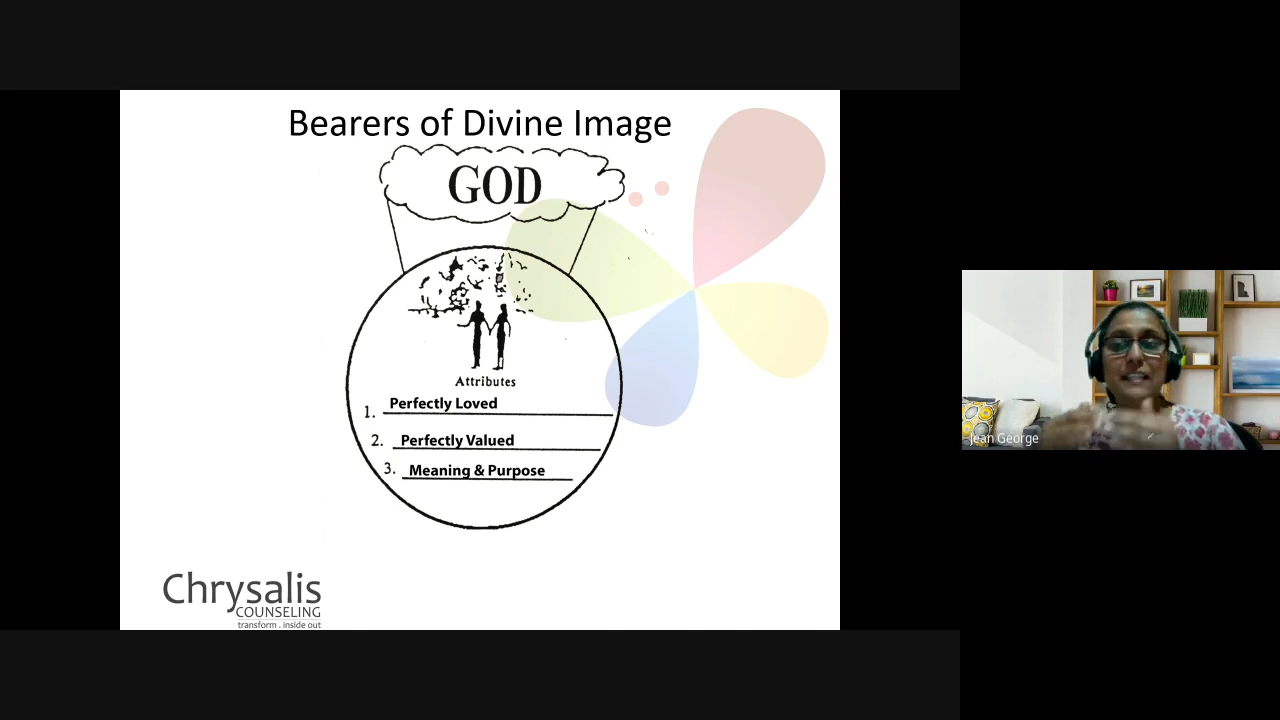 Bearers of Divine Image
GOD
Attributes
1. Perfectly Loved
2. Perfectly Valued
3. Meaning & Purpose
Chrysalis
COUNSELING
transform . inside out
Jean George